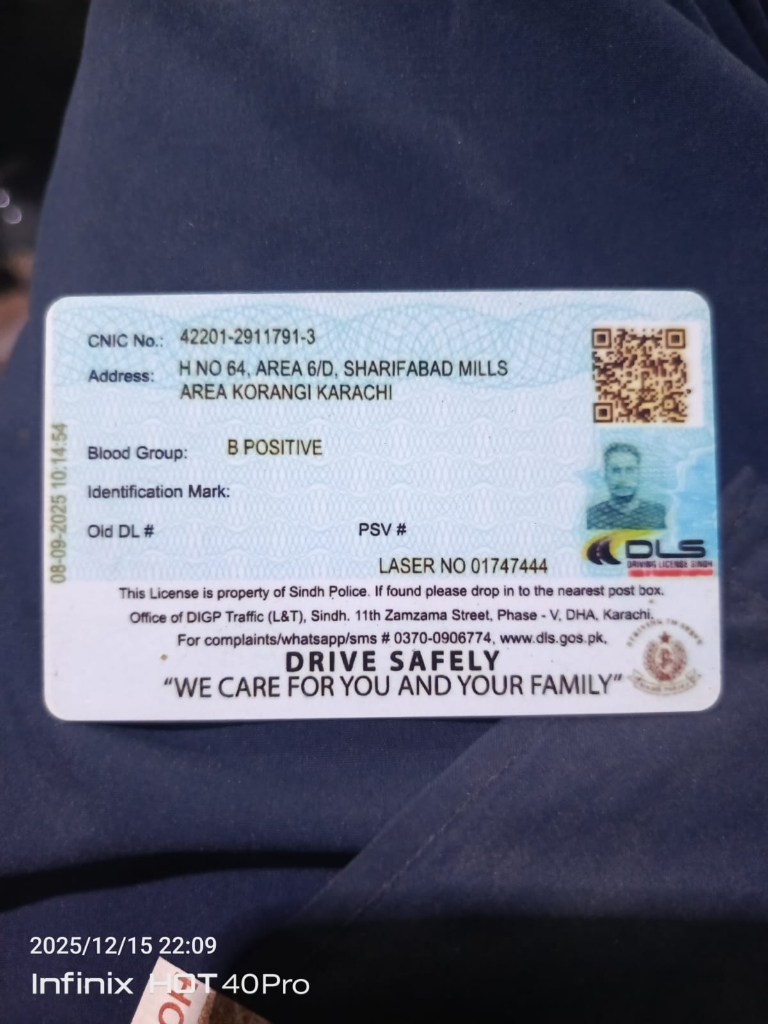 CNIC No.: 42201-2911791-3
Address: H NO 64, AREA 6/D, SHARIFABAD MILLS
AREA KORANGI KARACHI
Blood Group: B POSITIVE
Identification Mark:
Old DL # PSV #
LASER NO 01747444
08-09-2025 10:14:54
DLS
DRIVING LICENSE SINDH
This License is property of Sindh Police. If found please drop in to the nearest post box.
Office of DIGP Traffic (L&T), Sindh. 11th Zamzama Street, Phase - V, DHA, Karachi.
For complaints/whatsapp/sms # 0370-0906774, www.dls.gos.pk.
DRIVE SAFELY
“WE CARE FOR YOU AND YOUR FAMILY”
2025/12/15 22:09
Infinix HOT 40Pro